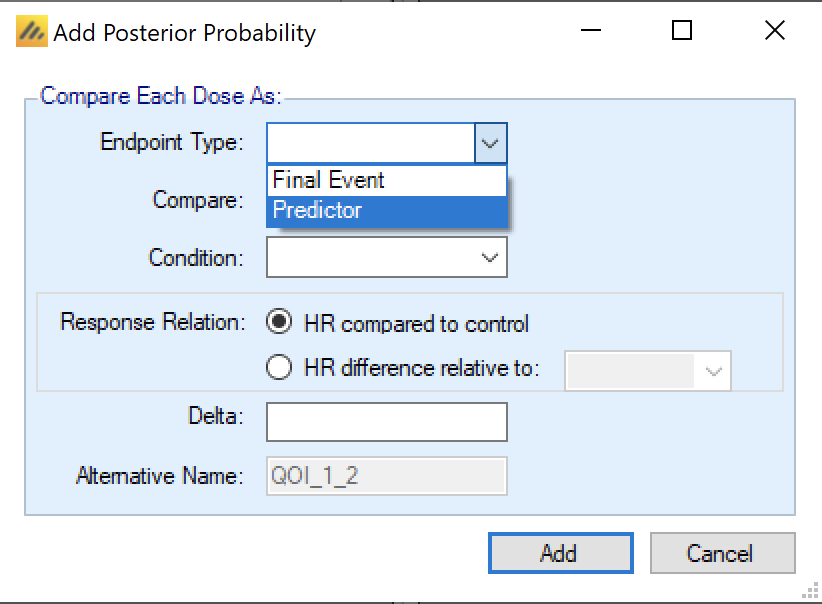 Add Posterior Probability
Compare Each Dose As:
Endpoint Type:
Final Event
Compare:
Predictor
Condition:
Response Relation:
HR compared to control
HR difference relative to:
Delta:
Alternative Name:
QOI_1_2
Add
Cancel